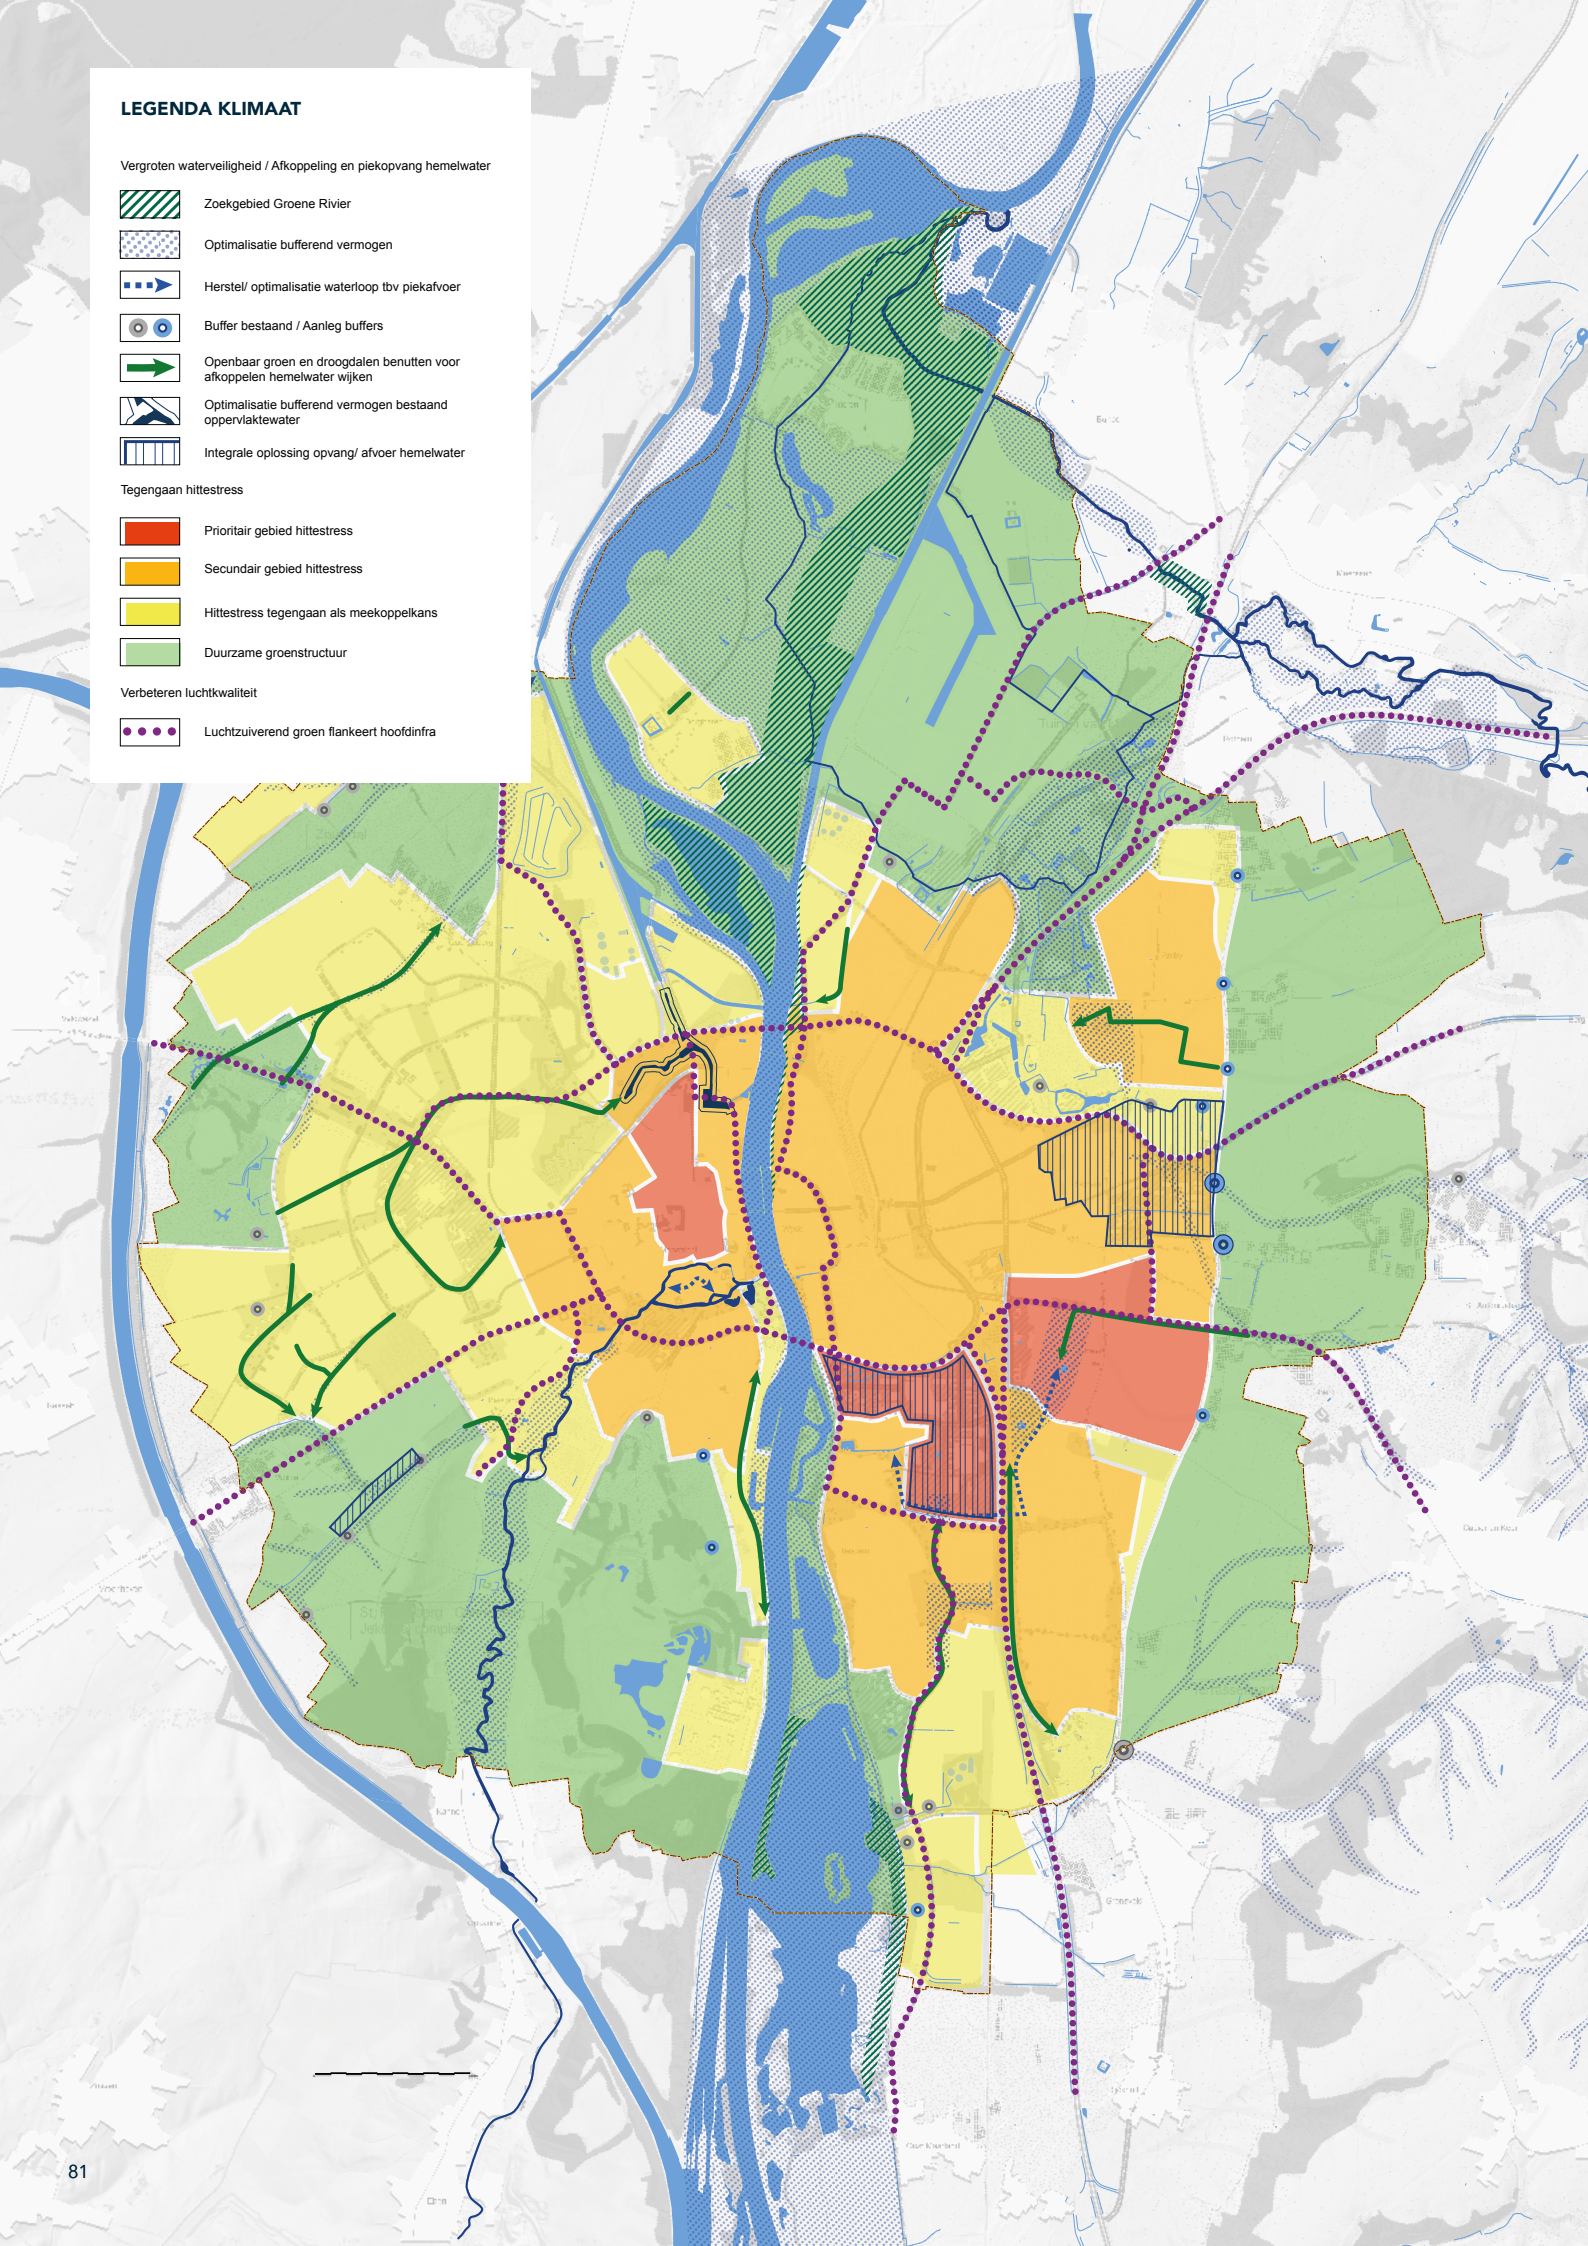 LEGENDA KLIMAAT
Vergroten waterveiligheid / Afkoppeling en piekopvang hemelwater
Zoekgebied Groene Rivier
Optimalisatie bufferend vermogen
Herstel/ optimalisatie waterloop tbv piekafvoer
Buffer bestaand / Aanleg buffers
Openbaar groen en droogdalen benutten voor
afkoppelen hemelwater wijken
Optimalisatie bufferend vermogen bestaand
oppervlaktewater
Integrale oplossing opvang/ afvoer hemelwater
Tegengaan hittestress
Prioritair gebied hittestress
Secundair gebied hittestress
Hittestress tegengaan als meekoppelkans
Duurzame groenstructuur
Verbeteren luchtkwaliteit
Luchtzuiverend groen flankeert hoofdinfra
81